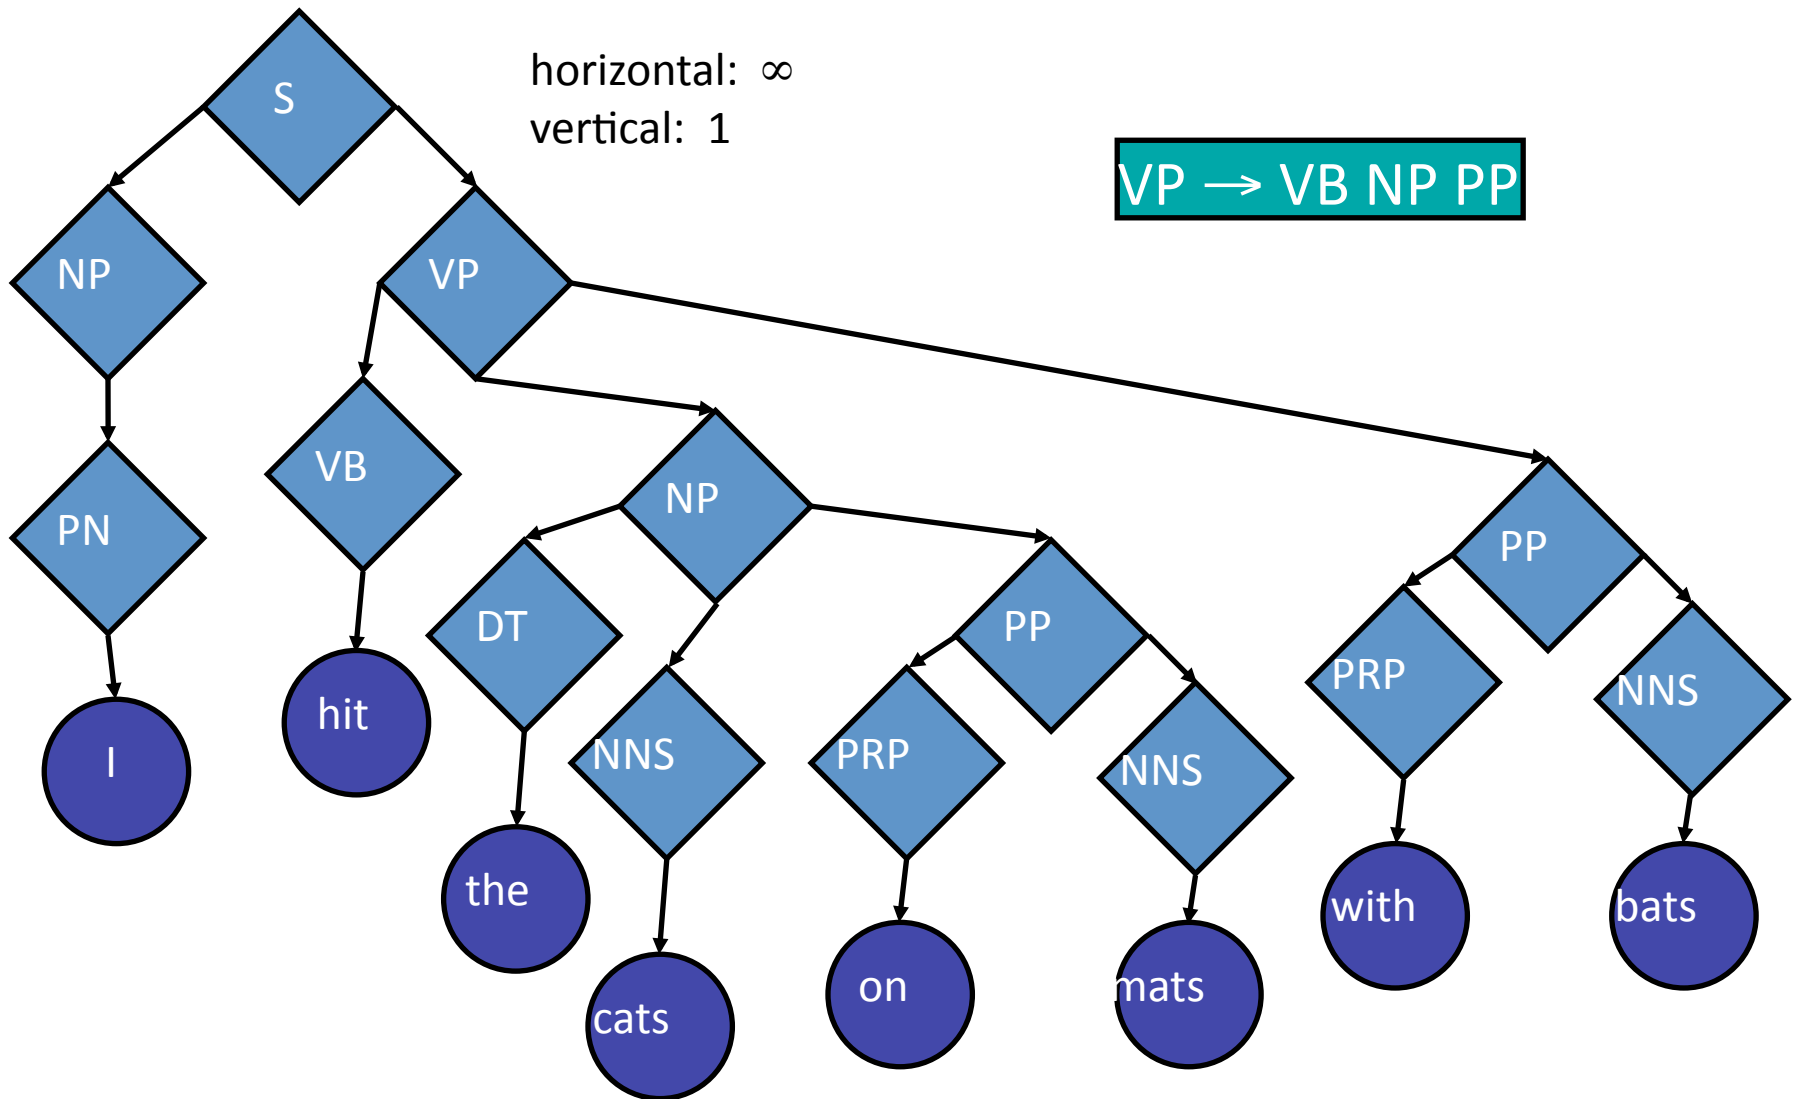 horizontal: ∞
vertical: 1
VP → VB NP PP
S
NP
VP
PN
VB
NP
PP
DT
PP
NNS
PRP
NNS
PRP
NNS
I
hit
the
cats
on
mats
with
bats